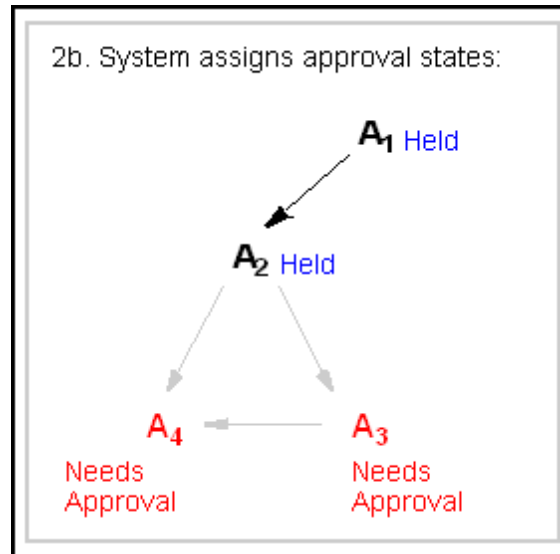 2b. System assigns approval states:
A1 Held
A2 Held
A4 A3
Needs Needs
Approval Approval